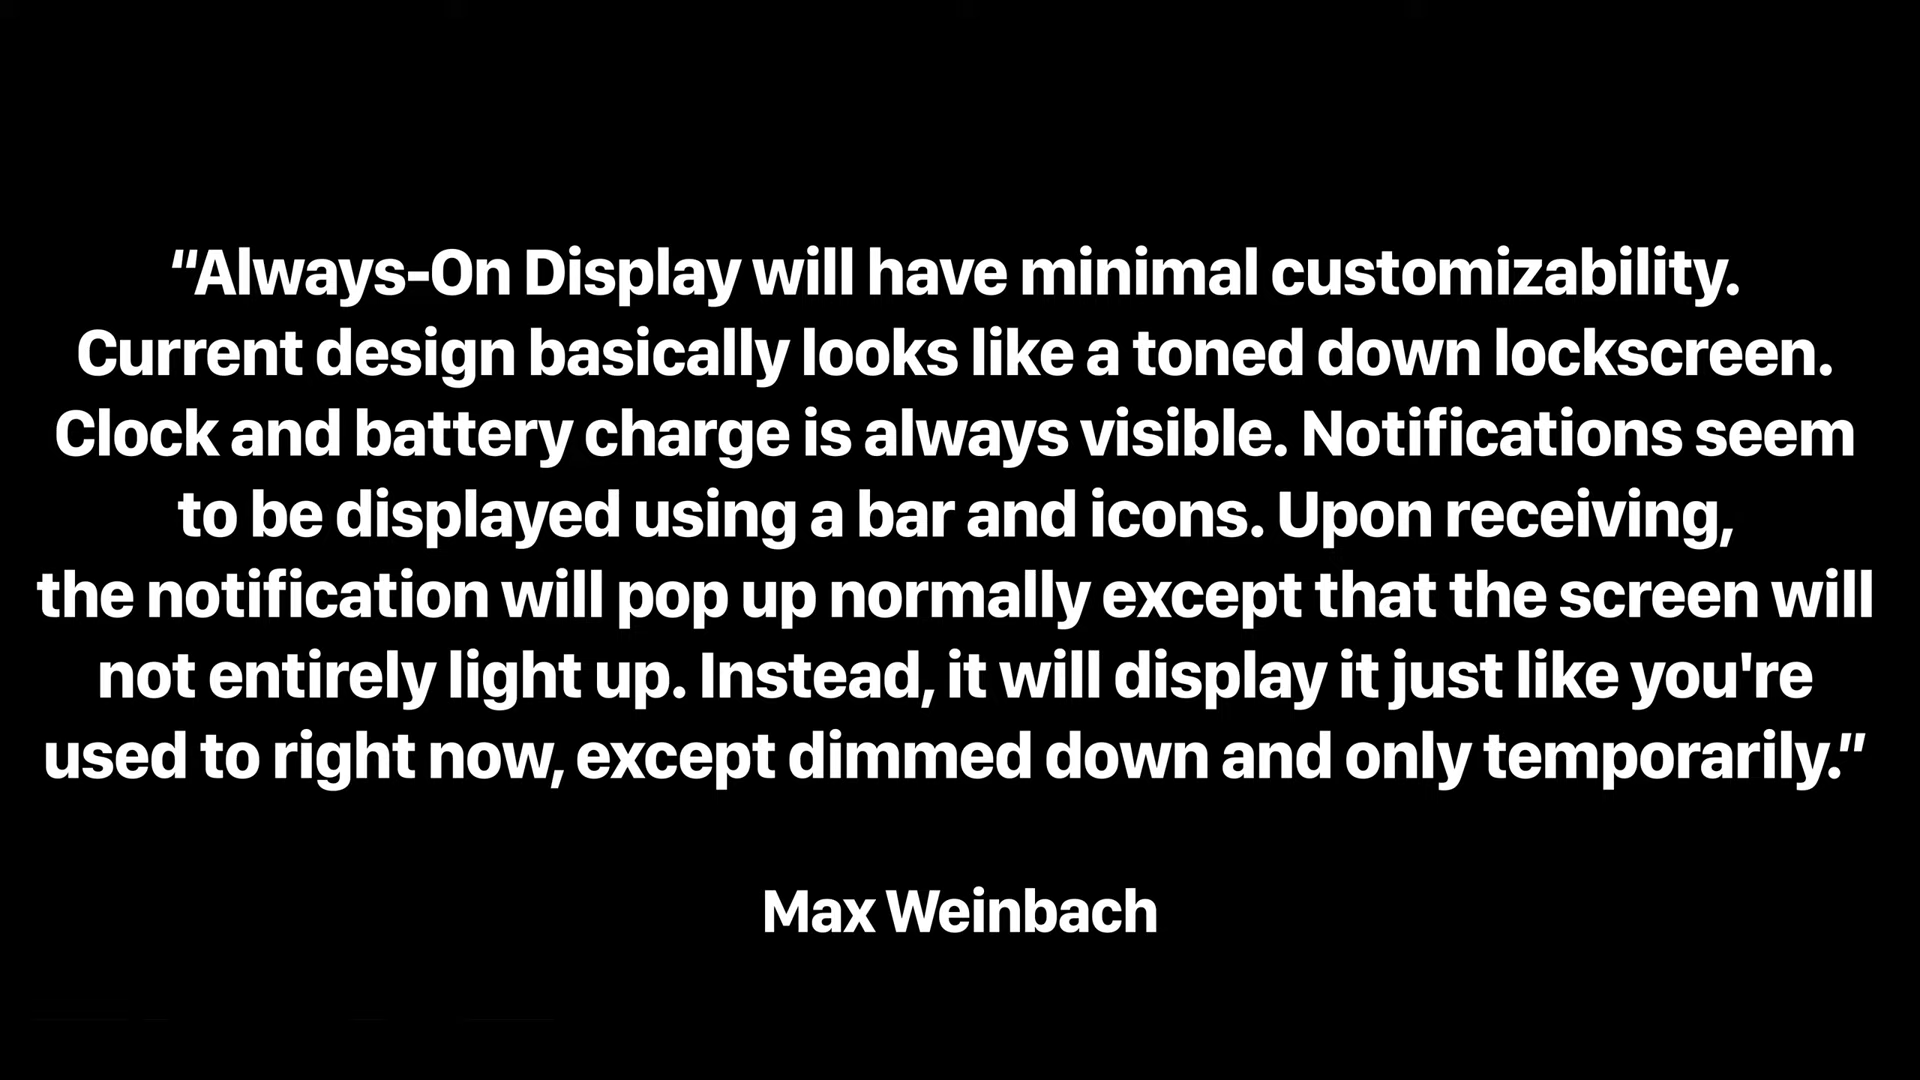 “Always-On Display will have minimal customizability.
Current design basically looks like a toned down lockscreen.
Clock and battery charge is always visible. Notifications seem
to be displayed using a bar and icons. Upon receiving,
the notification will pop up normally except that the screen will
not entirely light up. Instead, it will display it just like you're
used to right now, except dimmed down and only temporarily.”
Max Weinbach